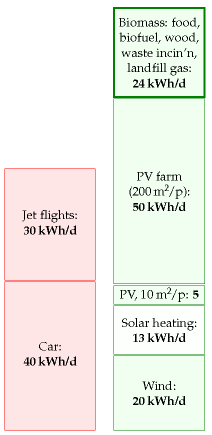 Biomass: food,
biofuel, wood,
waste incin’n,
landfill gas:
24 kWh/d
PV farm
(200 m²/p):
50 kWh/d
Jet flights:
30 kWh/d
PV, 10 m²/p: 5
Solar heating:
13 kWh/d
Car:
40 kWh/d
Wind:
20 kWh/d